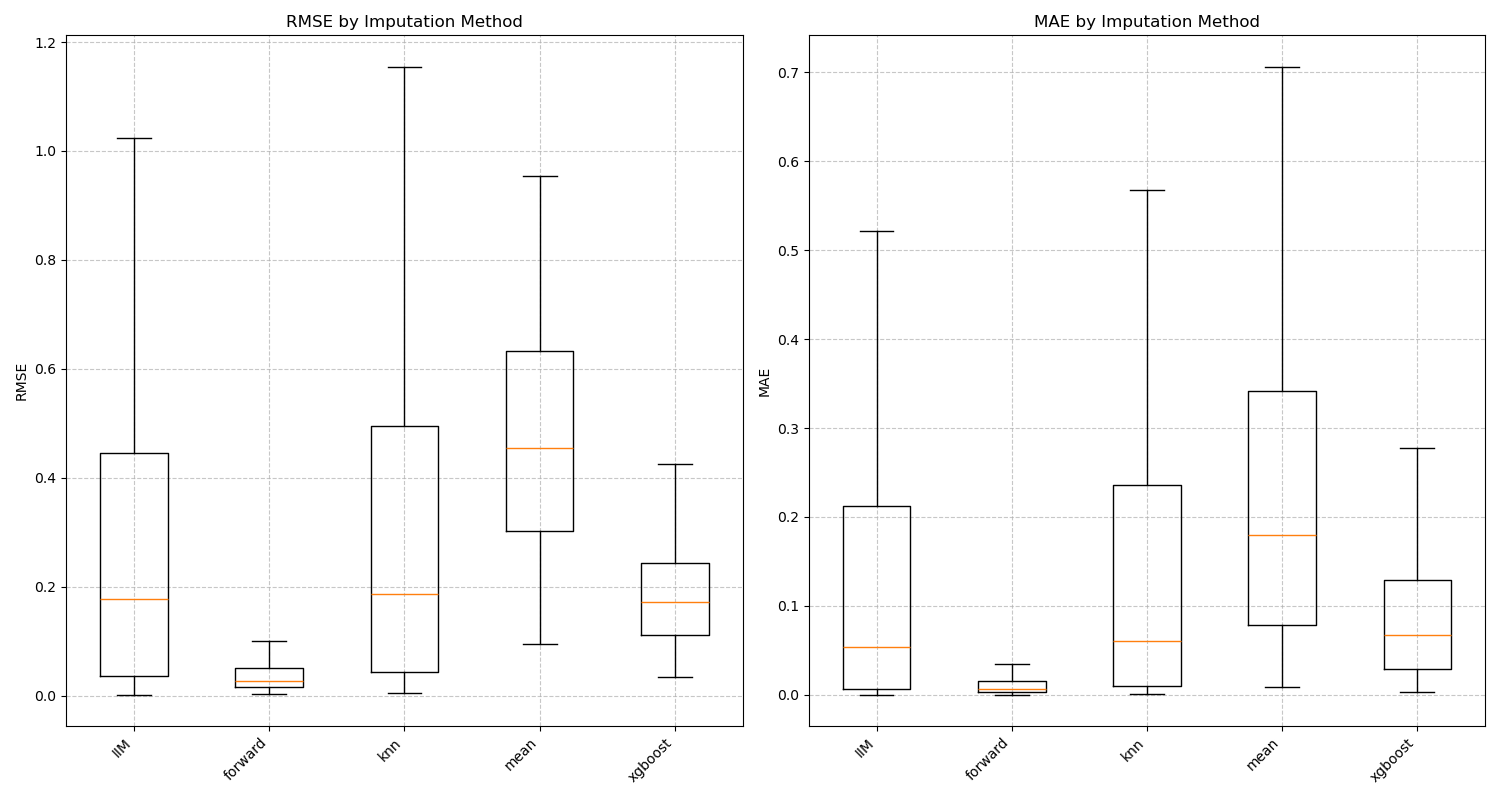 RMSE by Imputation Method
1.2
1.0
0.8
0.6
0.4
0.2
0.0
RMSE
IIM
forward
knn
mean
xgboost
MAE by Imputation Method
0.7
0.6
0.5
0.4
0.3
0.2
0.1
0.0
MAE
IIM
forward
knn
mean
xgboost